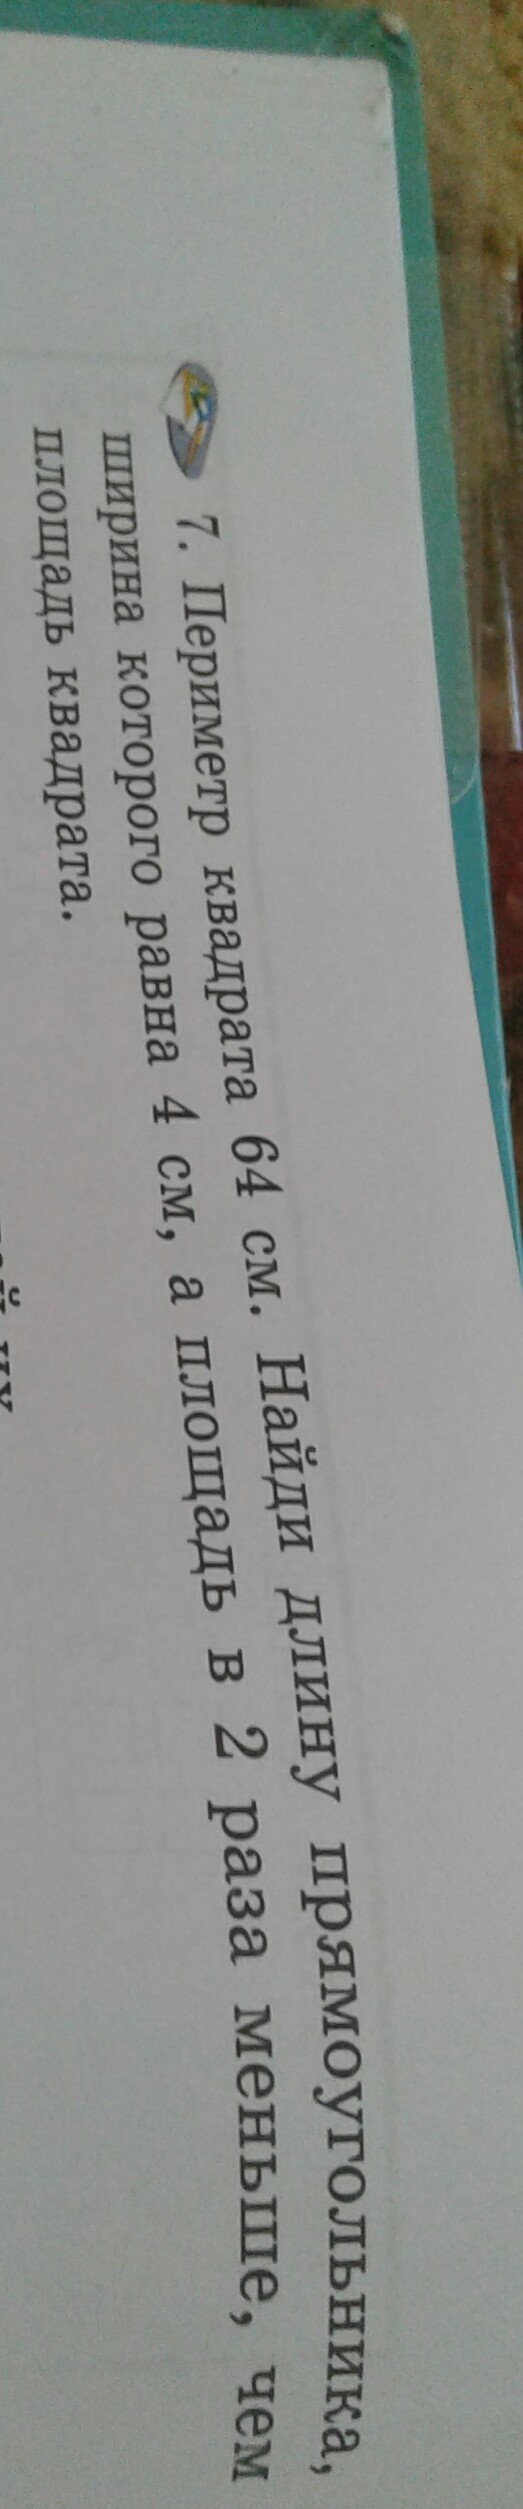 7. Периметр квадрата 64 см. Найди длину прямоугольника,
ширина которого равна 4 см, а площадь в 2 раза меньше, чем
площадь квадрата.